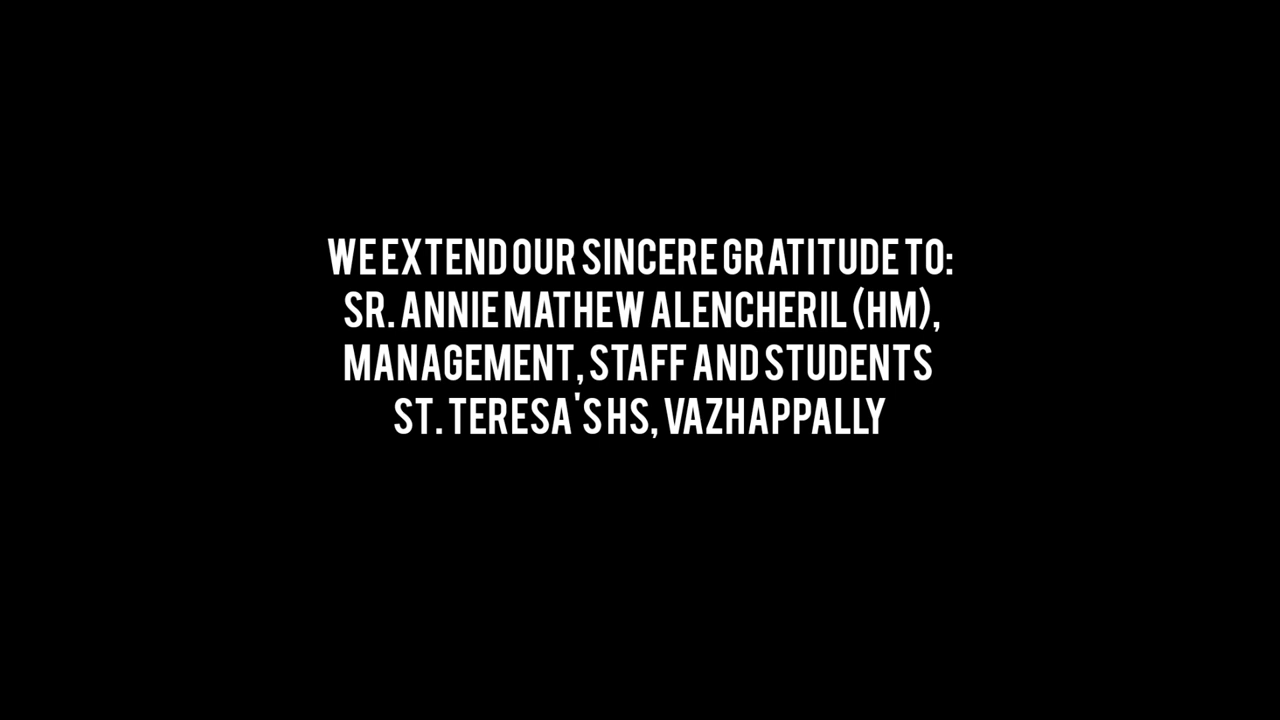 WE EXTEND OUR SINCERE GRATITUDE TO:
SR. ANNIE MATHEW ALENCHERIL (HM),
MANAGEMENT, STAFF AND STUDENTS
ST. TERESA'S HS, VAZHAPPALLY